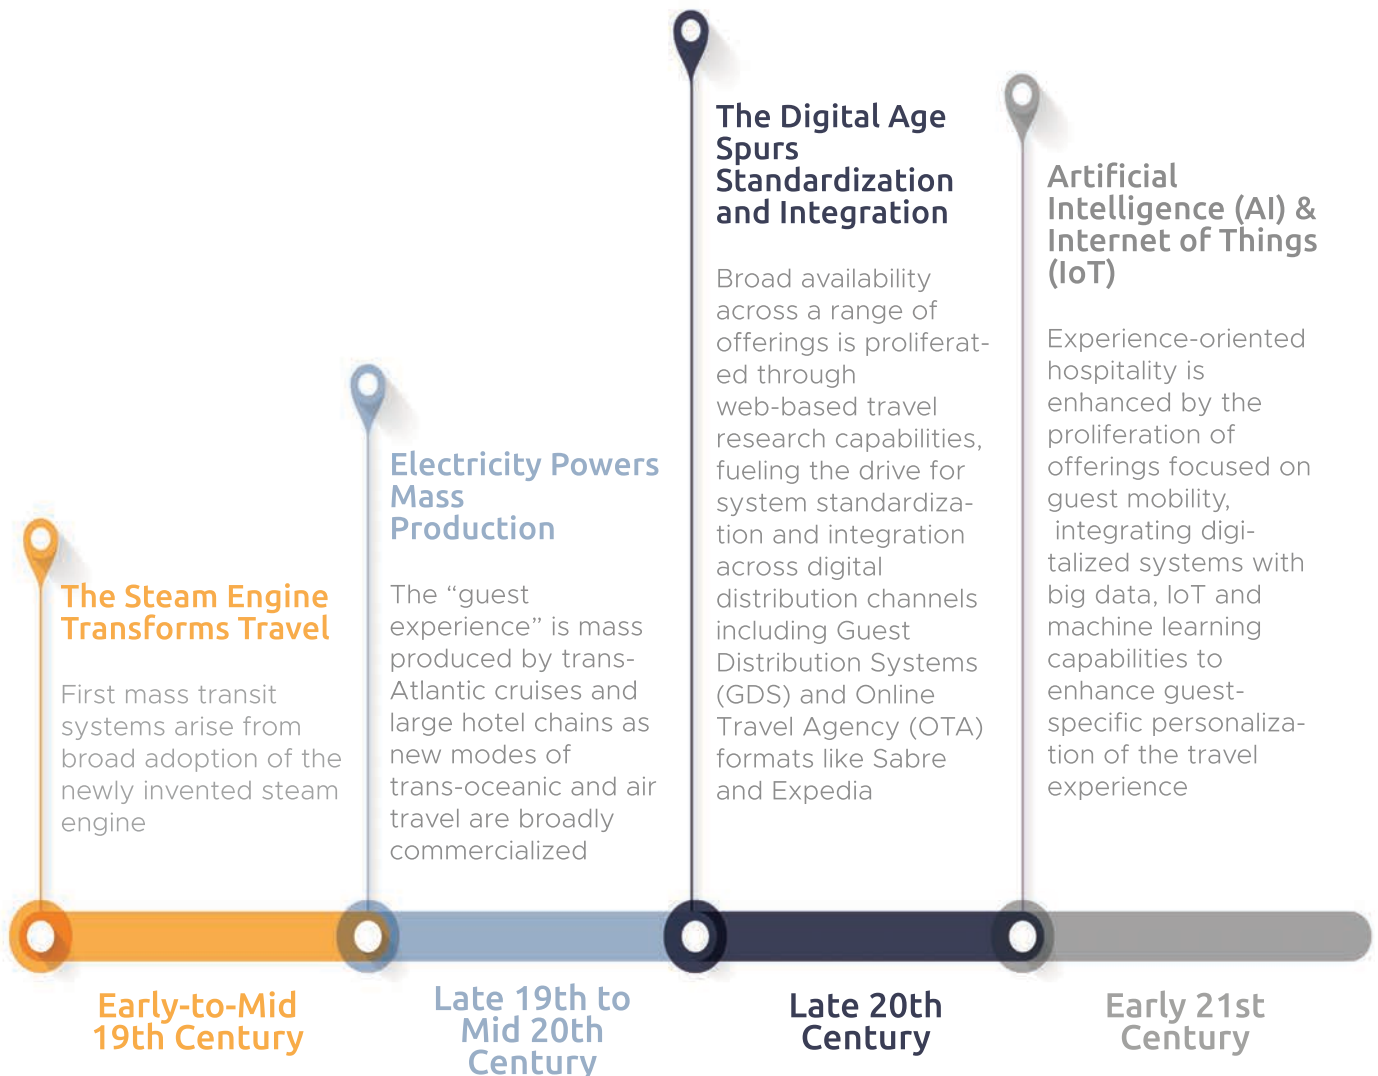 The Steam Engine
Transforms Travel
First mass transit
systems arise from
broad adoption of the
newly invented steam
engine
Early-to-Mid
19th Century
Electricity Powers
Mass
Production
The “guest
experience” is mass
produced by trans-
Atlantic cruises and
large hotel chains as
new modes of
trans-oceanic and air
travel are broadly
commercialized
Late 19th to
Mid 20th
Century
The Digital Age
Spurs
Standardization
and Integration
Broad availability
across a range of
offerings is proliferat-
ed through
web-based travel
research capabilities,
fueling the drive for
system standardiza-
tion and integration
across digital
distribution channels
including Guest
Distribution Systems
(GDS) and Online
Travel Agency (OTA)
formats like Sabre
and Expedia
Late 20th
Century
Artificial
Intelligence (AI) &
Internet of Things
(IoT)
Experience-oriented
hospitality is
enhanced by the
proliferation of
offerings focused on
guest mobility,
integrating digi-
talized systems with
big data, IoT and
machine learning
capabilities to
enhance guest-
specific personaliza-
tion of the travel
experience
Early 21st
Century